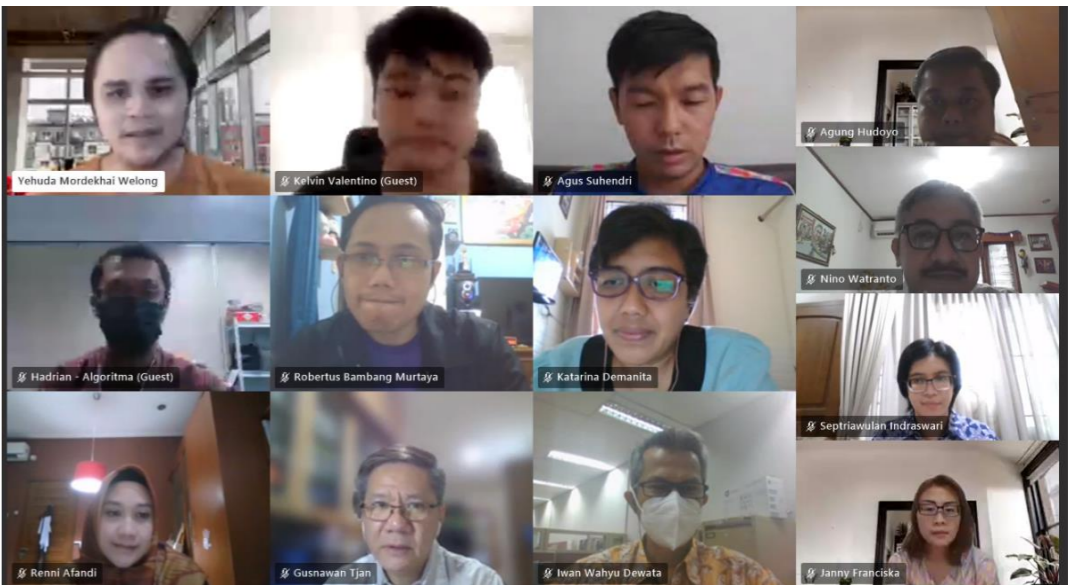 Yehuda Mordekhai Welong
Kelvin Valentino (Guest)
Agus Suhendri
Agung Hudoyo
Nino Watranto
Hadrian - Algoritma (Guest)
Robertus Bambang Murtaya
Katarina Demanita
Septriawulan Indraswari
Renni Afandi
Gusnawan Tjan
Iwan Wahyu Dewata
Janny Franciska